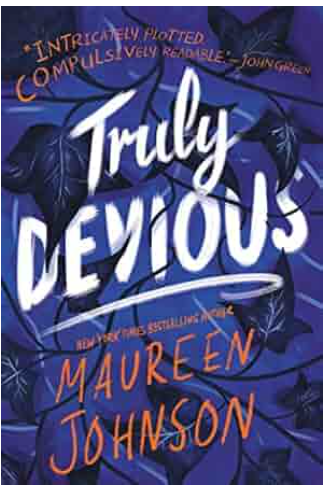 "INTRICATELY PLOTTED.
COMPULSIVELY READABLE."—JOHN GREEN
Truly
DEVIOUS
NEW YORK TIMES BESTSELLING AUTHOR
MAUREEN
JOHNSON